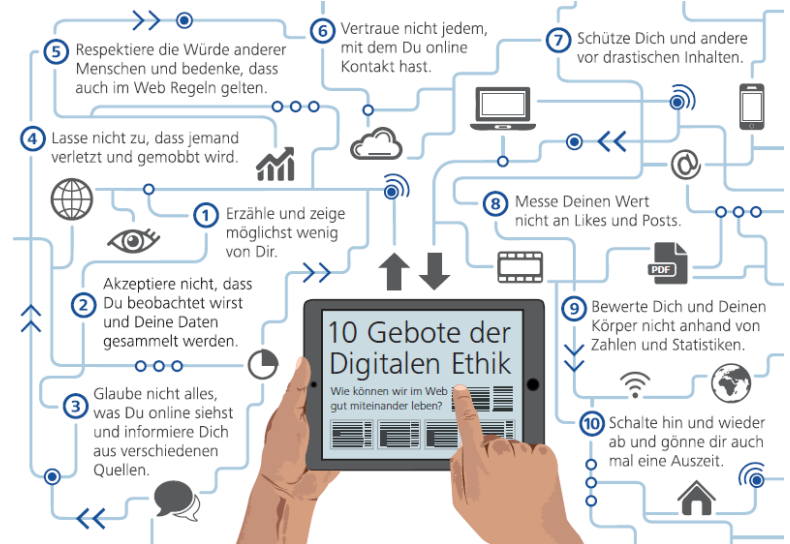 10 Gebote der
Digitalen Ethik
Wie können wir im Web
gut miteinander leben?
1 Erzähle und zeige
möglichst wenig
von Dir.
2 Akzeptiere nicht, dass
Du beobachtet wirst
und Deine Daten
gesammelt werden.
3 Glaube nicht alles,
was Du online siehst
und informiere Dich
aus verschiedenen
Quellen.
4 Lasse nicht zu, dass jemand
verletzt und gemobbt wird.
5 Respektiere die Würde anderer
Menschen und bedenke, dass
auch im Web Regeln gelten.
6 Vertraue nicht jedem,
mit dem Du online
Kontakt hast.
7 Schütze Dich und andere
vor drastischen Inhalten.
@
8 Messe Deinen Wert
nicht an Likes und Posts.
PDF
9 Bewerte Dich und Deinen
Körper nicht anhand von
Zahlen und Statistiken.
10 Schalte hin und wieder
ab und gönne dir auch
mal eine Auszeit.